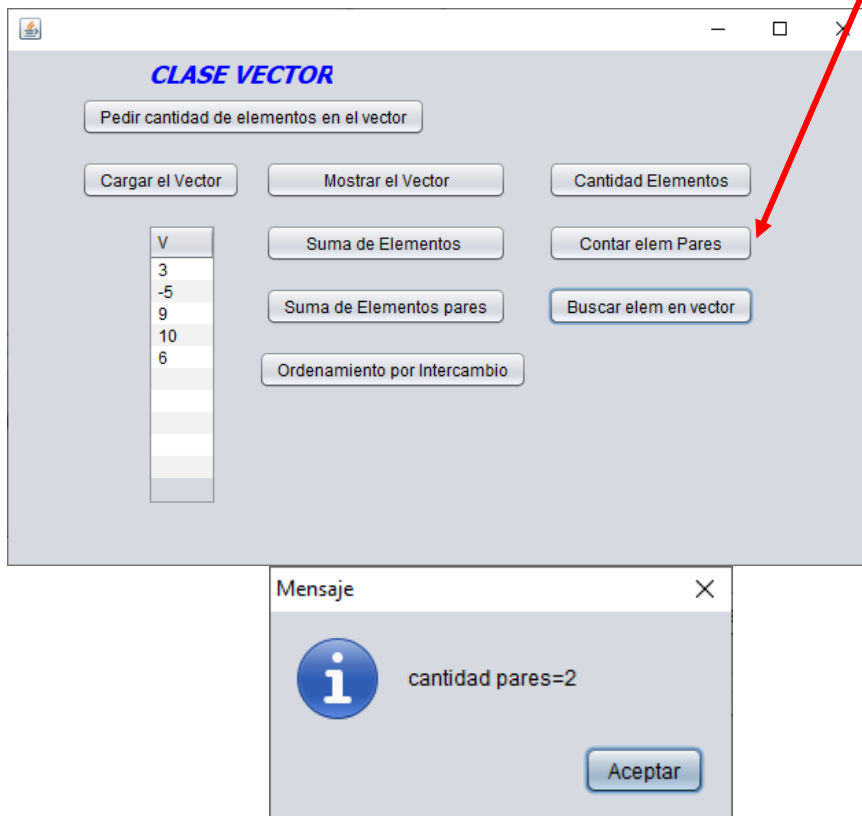 CLASE VECTOR
Pedir cantidad de elementos en el vector
Cargar el Vector
Mostrar el Vector
Cantidad Elementos
V
Suma de Elementos
Contar elem Pares
3
-5
9
10
6
Suma de Elementos pares
Buscar elem en vector
Ordenamiento por Intercambio
Mensaje
cantidad pares=2
Aceptar